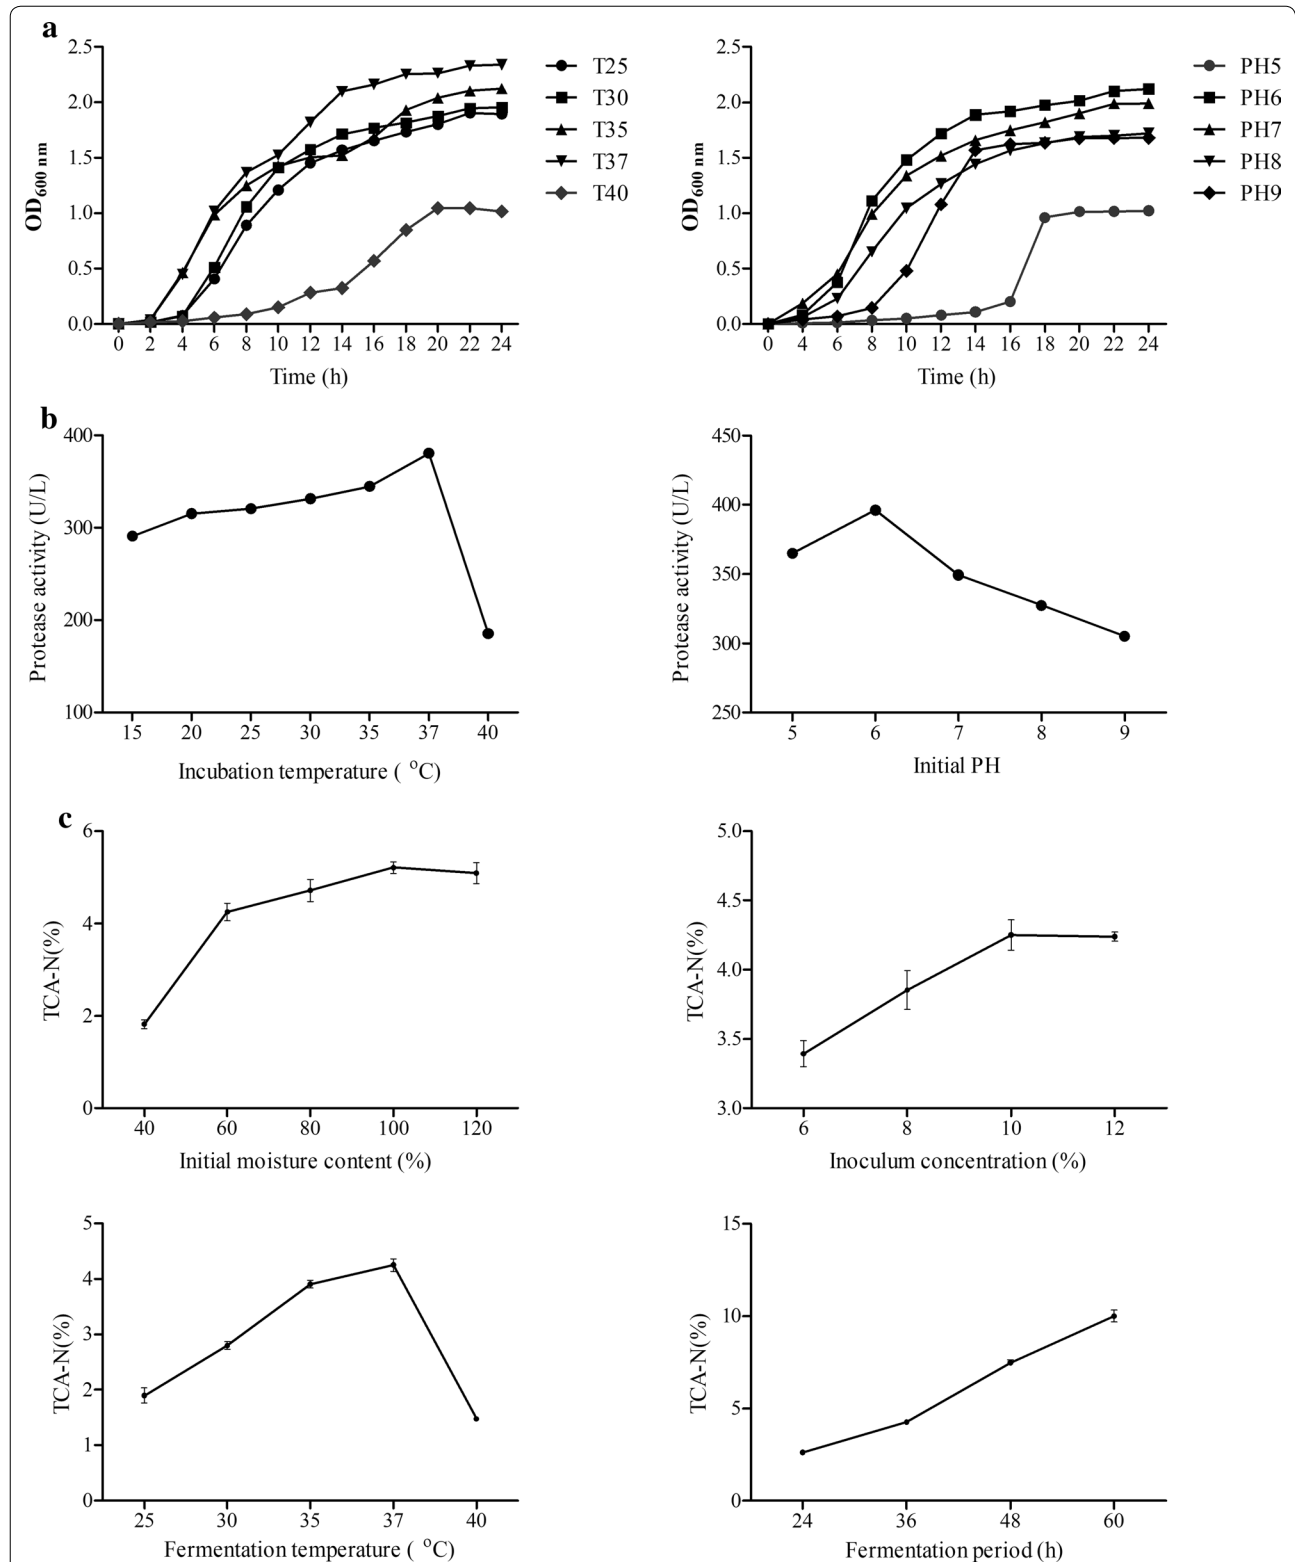 a
2.5
2.0
1.5
1.0
0.5
0.0
OD600 nm
0 2 4 6 8 10 12 14 16 18 20 22 24
Time (h)
T25
T30
T35
T37
T40
2.5
2.0
1.5
1.0
0.5
0.0
OD600 nm
0 4 6 8 10 12 14 16 18 20 22 24
Time (h)
PH5
PH6
PH7
PH8
PH9
b
400
300
200
100
Protease activity (U/L)
15 20 25 30 35 37 40
Incubation temperature ( °C)
450
400
350
300
250
Protease activity (U/L)
5 6 7 8 9
Initial PH
c
6
4
2
0
TCA-N(%)
40 60 80 100 120
Initial moisture content (%)
5.0
4.5
4.0
3.5
3.0
TCA-N(%)
6 8 10 12
Inoculum concentration (%)
5
4
3
2
1
0
TCA-N(%)
25 30 35 37 40
Fermentation temperature ( °C)
15
10
5
0
TCA-N(%)
24 36 48 60
Fermentation period (h)